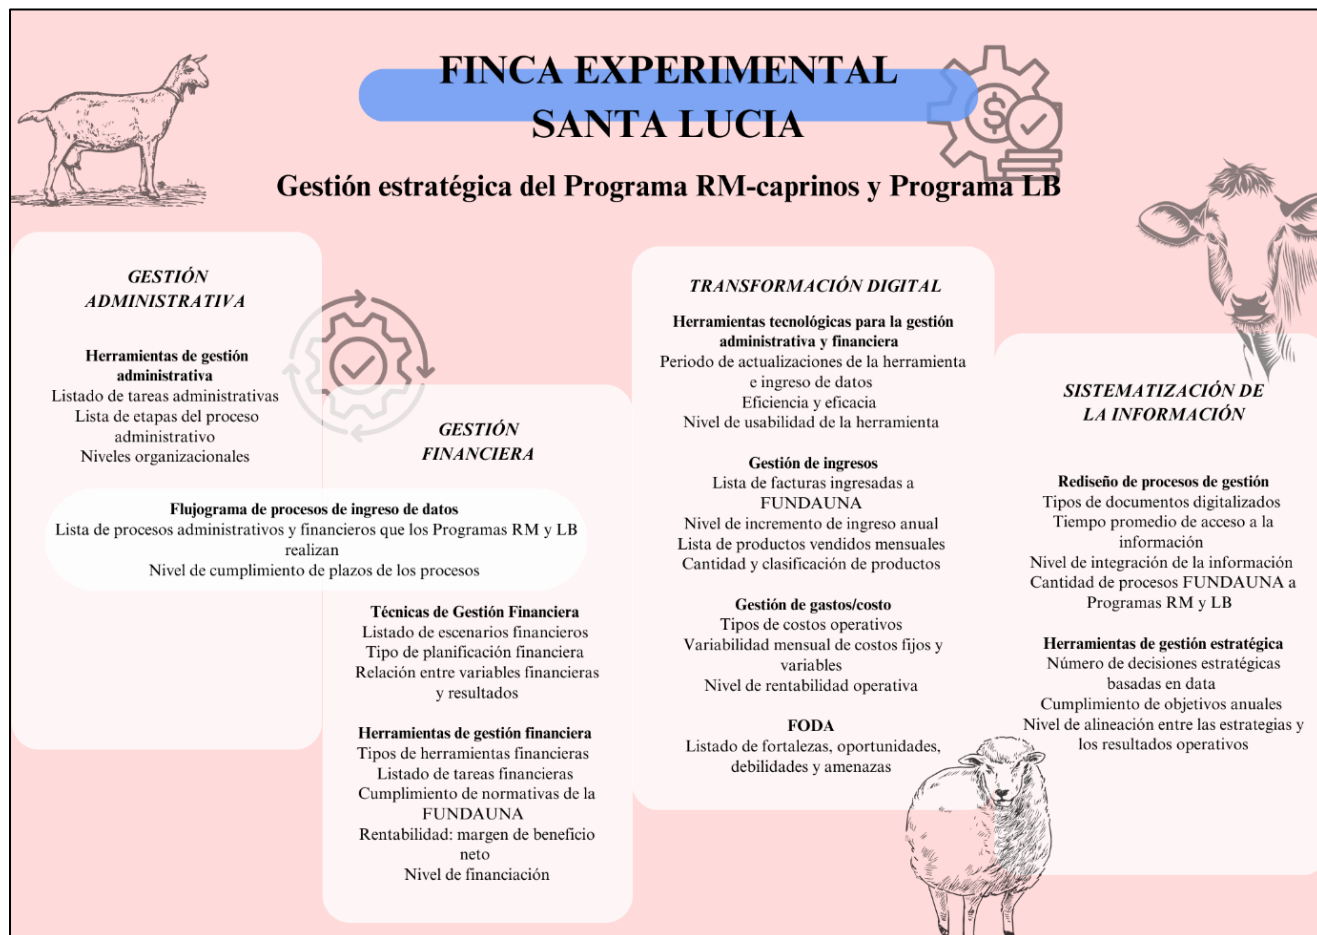 FINCA EXPERIMENTAL
SANTA LUCIA
Gestión estratégica del Programa RM-caprinos y Programa LB
GESTIÓN
ADMINISTRATIVA
Herramientas de gestión
administrativa
Listado de tareas administrativas
Lista de etapas del proceso
administrativo
Niveles organizacionales
Flujograma de procesos de ingreso de datos
Lista de procesos administrativos y financieros que los Programas RM y LB
realizan
Nivel de cumplimiento de plazos de los procesos
GESTIÓN
FINANCIERA
Técnicas de Gestión Financiera
Listado de escenarios financieros
Tipo de planificación financiera
Relación entre variables financieras
y resultados
Herramientas de gestión financiera
Tipos de herramientas financieras
Listado de tareas financieras
Cumplimiento de normativas de la
FUNDAUNA
Rentabilidad: margen de beneficio
neto
Nivel de financiación
TRANSFORMACIÓN DIGITAL
Herramientas tecnológicas para la gestión
administrativa y financiera
Periodo de actualizaciones de la herramienta
e ingreso de datos
Eficiencia y eficacia
Nivel de usabilidad de la herramienta
Gestión de ingresos
Lista de facturas ingresadas a
FUNDAUNA
Nivel de incremento de ingreso anual
Lista de productos vendidos mensuales
Cantidad y clasificación de productos
Gestión de gastos/costo
Tipos de costos operativos
Variabilidad mensual de costos fijos y
variables
Nivel de rentabilidad operativa
FODA
Listado de fortalezas, oportunidades,
debilidades y amenazas
SISTEMATIZACIÓN DE
LA INFORMACIÓN
Rediseño de procesos de gestión
Tipos de documentos digitalizados
Tiempo promedio de acceso a la
información
Nivel de integración de la información
Cantidad de procesos FUNDAUNA a
Programas RM y LB
Herramientas de gestión estratégica
Número de decisiones estratégicas
basadas en data
Cumplimiento de objetivos anuales
Nivel de alineación entre las estrategias y
los resultados operativos